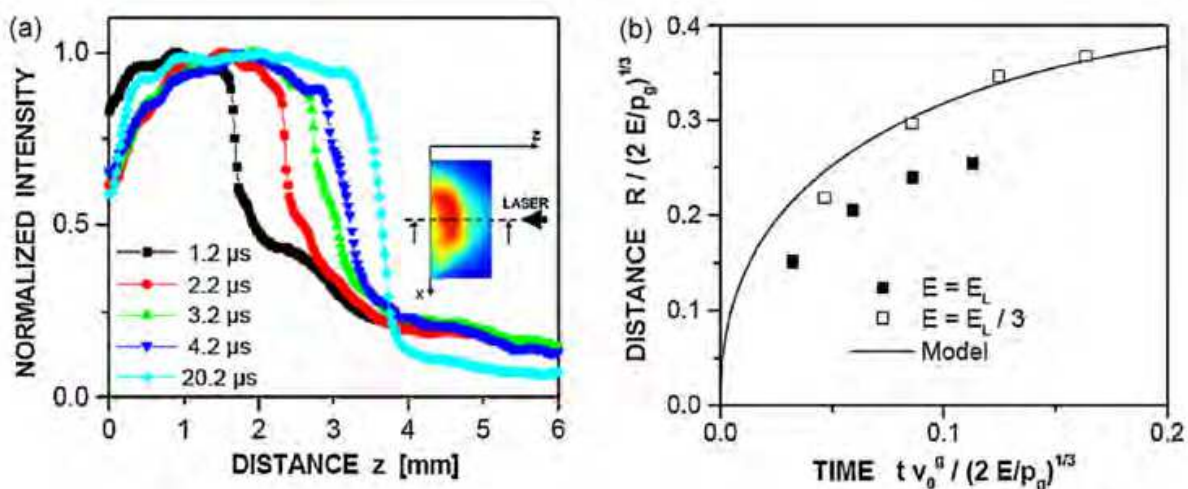 (a)
NORMALIZED INTENSITY
1.0
0.5
0.0
1.2 µs
2.2 µs
3.2 µs
4.2 µs
20.2 µs
z
LASER
x
0 1 2 3 4 5 6
DISTANCE z [mm]
(b)
DISTANCE R / (2 E/p_g)^1/3
0.4
0.3
0.2
0.1
0.0
E = E_L
E = E_L / 3
Model
0.0 0.1 0.2
TIME t v_0^g / (2 E/p_g)^1/3